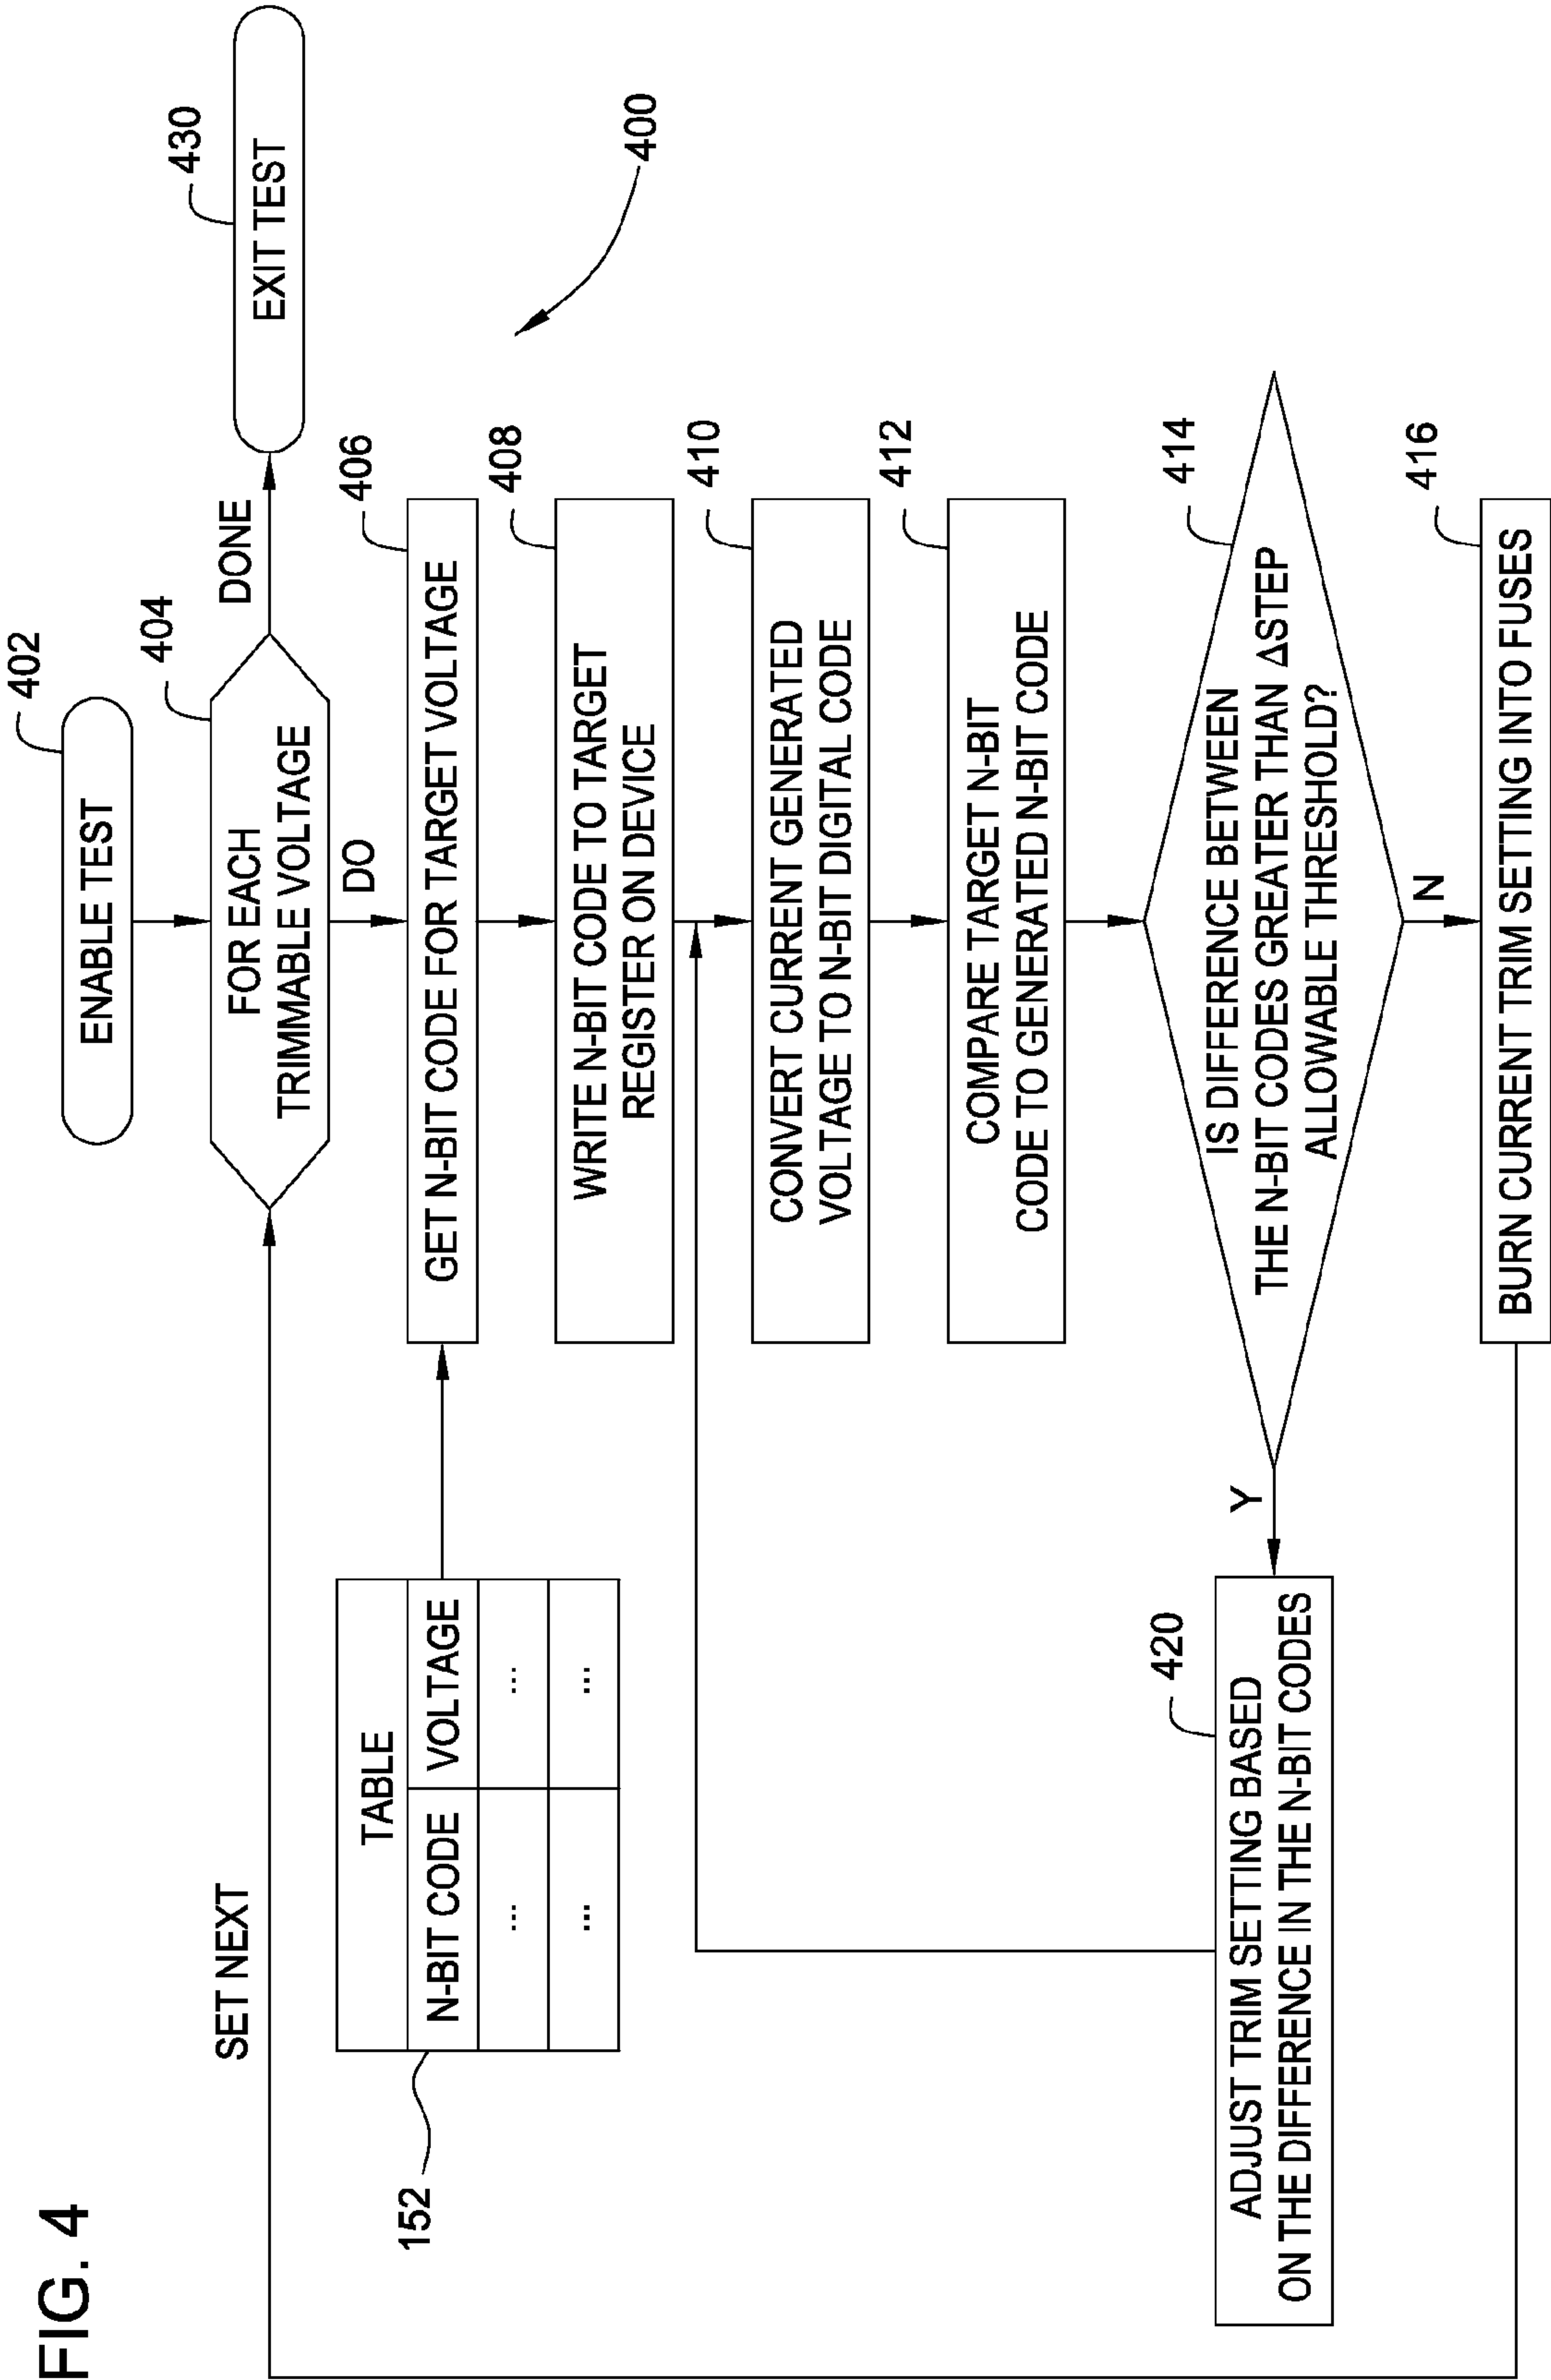 FIG. 4
402
ENABLE TEST
404
FOR EACH
TRIMMABLE VOLTAGE
SET NEXT
DONE
430
EXIT TEST
DO
400
152
TABLE
N-BIT CODE
VOLTAGE
...
...
...
...
406
GET N-BIT CODE FOR TARGET VOLTAGE
408
WRITE N-BIT CODE TO TARGET
REGISTER ON DEVICE
410
CONVERT CURRENT GENERATED
VOLTAGE TO N-BIT DIGITAL CODE
412
COMPARE TARGET N-BIT
CODE TO GENERATED N-BIT CODE
414
IS DIFFERENCE BETWEEN
THE N-BIT CODES GREATER THAN ΔSTEP
ALLOWABLE THRESHOLD?
Y
420
ADJUST TRIM SETTING BASED
ON THE DIFFERENCE IN THE N-BIT CODES
N
416
BURN CURRENT TRIM SETTING INTO FUSES